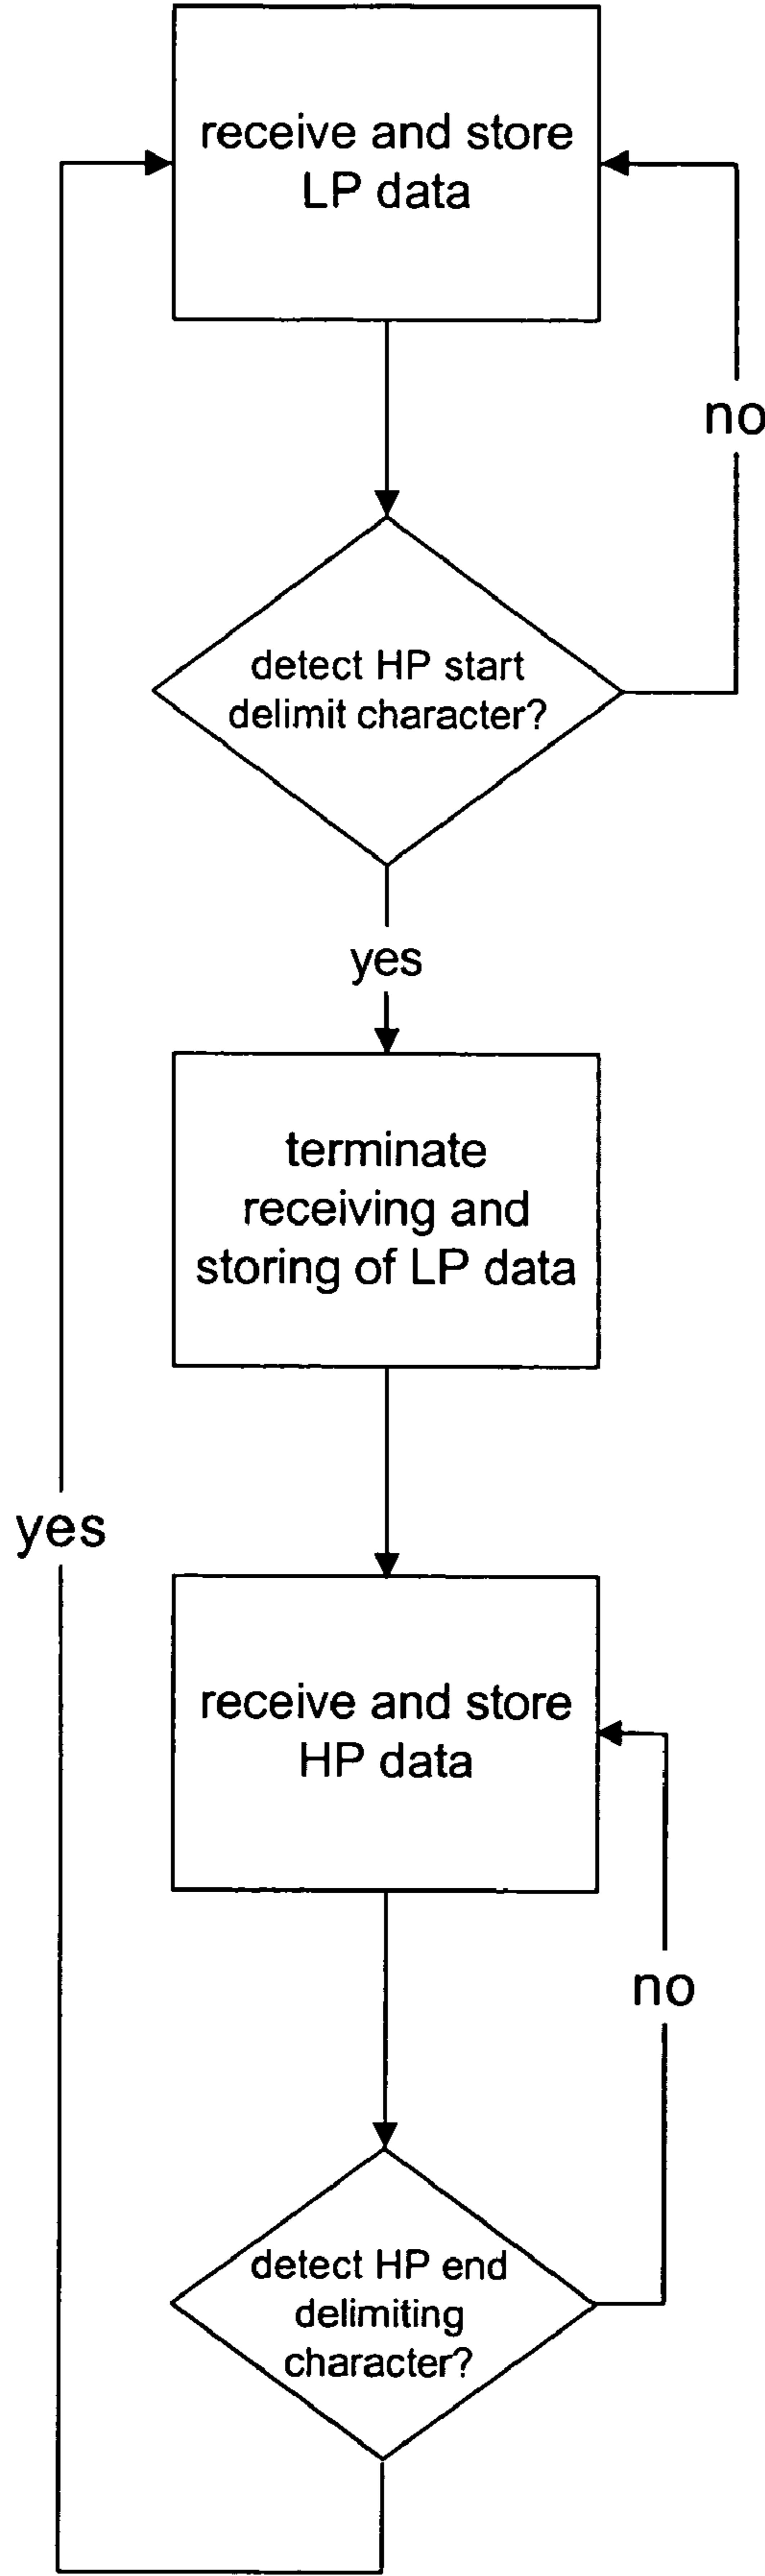 receive and store
LP data
no
detect HP start
delimit character?
yes
terminate
receiving and
storing of LP data
yes
receive and store
HP data
no
detect HP end
delimiting
character?